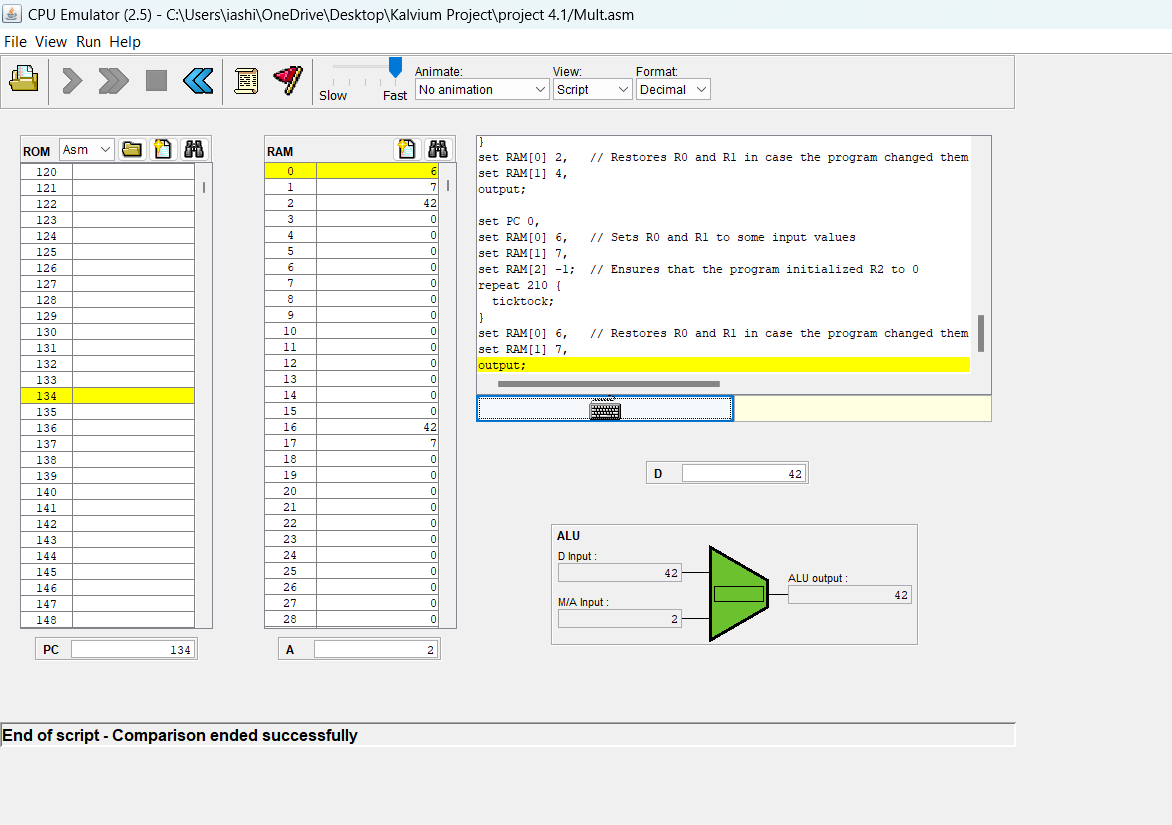 CPU Emulator (2.5) - C:\Users\iashi\OneDrive\Desktop\Kalvium Project\project 4.1/Mult.asm
File View Run Help
Slow Fast
Animate:
No animation
View:
Script
Format:
Decimal
ROM Asm
120
121
122
123
124
125
126
127
128
129
130
131
132
133
134
135
136
137
138
139
140
141
142
143
144
145
146
147
148
PC 134
RAM
0 6
1 7
2 42
3 0
4 0
5 0
6 0
7 0
8 0
9 0
10 0
11 0
12 0
13 0
14 0
15 0
16 42
17 7
18 0
19 0
20 0
21 0
22 0
23 0
24 0
25 0
26 0
27 0
28 0
A 2
}
set RAM[0] 2,   // Restores R0 and R1 in case the program changed them
set RAM[1] 4,
output;
set PC 0,
set RAM[0] 6,   // Sets R0 and R1 to some input values
set RAM[1] 7,
set RAM[2] -1;  // Ensures that the program initialized R2 to 0
repeat 210 {
  ticktock;
}
set RAM[0] 6,   // Restores R0 and R1 in case the program changed them
set RAM[1] 7,
output;
D 42
ALU
D Input :
42
M/A Input :
2
ALU output :
42
End of script - Comparison ended successfully